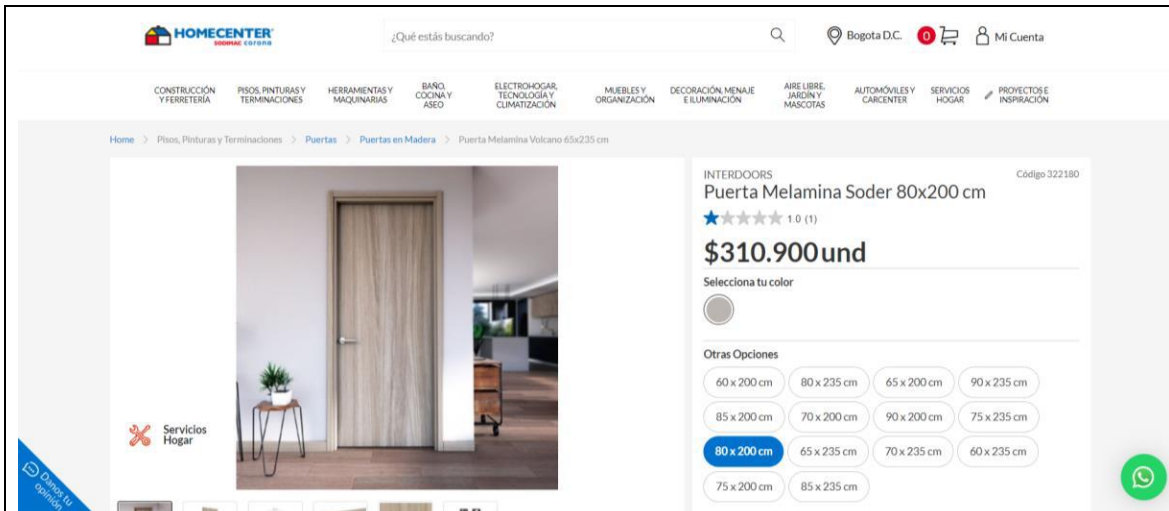 HOMECENTER
SODIMAC corona
¿Qué estás buscando?
Bogota D.C.
0
Mi Cuenta
CONSTRUCCIÓN
Y FERRETERÍA
PISOS, PINTURAS Y
TERMINACIONES
HERRAMIENTAS Y
MAQUINARIAS
BAÑO,
COCINA Y
ASEO
ELECTROHOGAR,
TECNOLOGÍA Y
CLIMATIZACIÓN
MUEBLES Y
ORGANIZACIÓN
DECORACIÓN, MENAJE
E ILUMINACIÓN
AIRE LIBRE,
JARDÍN Y
MASCOTAS
AUTOMÓVILES Y
CARCENTER
SERVICIOS
HOGAR
PROYECTOS E
INSPIRACIÓN
Home > Pisos, Pinturas y Terminaciones > Puertas > Puertas en Madera > Puerta Melamina Volcano 65x235 cm
INTERDOORS
Código 322180
Puerta Melamina Soder 80x200 cm
1.0 (1)
$310.900 und
Selecciona tu color
Otras Opciones
60 x 200 cm
80 x 235 cm
65 x 200 cm
90 x 235 cm
85 x 200 cm
70 x 200 cm
90 x 200 cm
75 x 235 cm
80 x 200 cm
65 x 235 cm
70 x 235 cm
60 x 235 cm
75 x 200 cm
85 x 235 cm
Servicios
Hogar
Danos tu
opinión